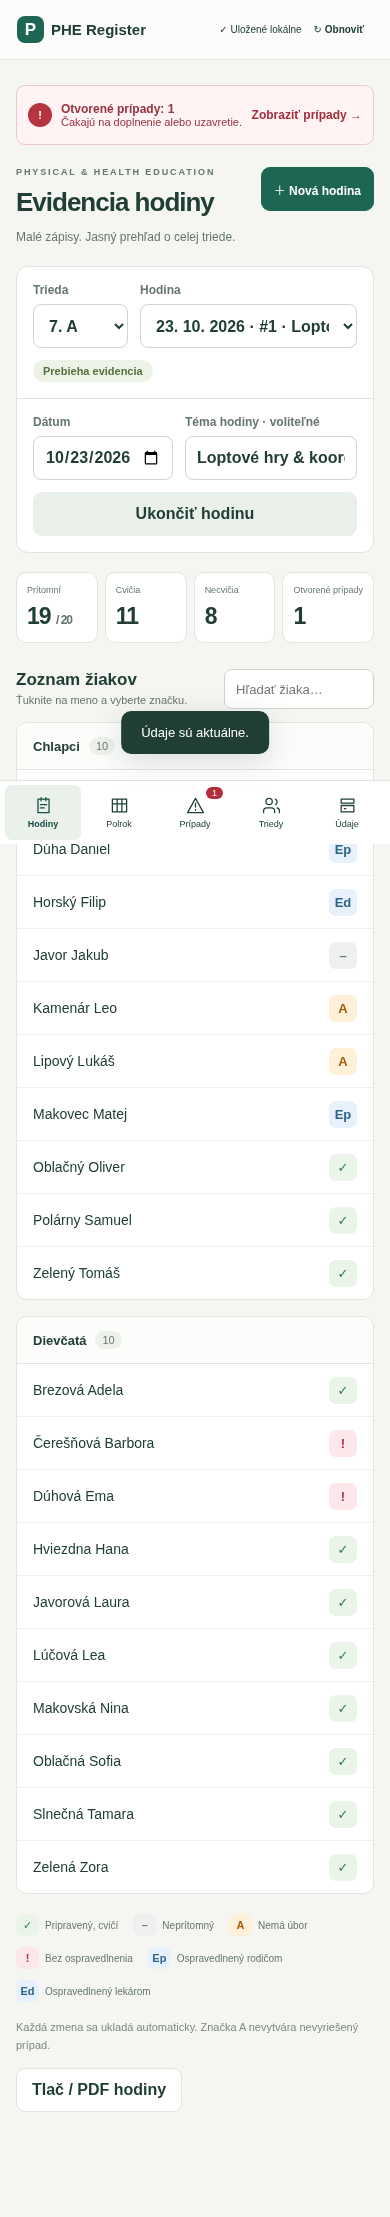 P PHE Register ✓ Uložené lokálne ↻ Obnoviť
! Otvorené prípady: 1
Čakajú na doplnenie alebo uzavretie. Zobraziť prípady →
PHYSICAL & HEALTH EDUCATION
Evidencia hodiny + Nová hodina
Malé zápisy. Jasný prehľad o celej triede.
Trieda Hodina
7. A 23. 10. 2026 · #1 · Lopto
Prebieha evidencia
Dátum Téma hodiny · voliteľné
10/23/2026 Loptové hry & koor
Ukončiť hodinu
Prítomní Cvičia Necvičia Otvorené prípady
19 / 20 11 8 1
Zoznam žiakov Hľadať žiaka…
Ťuknite na meno a vyberte značku.
Chlapci 10
Údaje sú aktuálne.
1
Hodiny Polrok Prípady Triedy Údaje
Dúha Daniel Ep
Horský Filip Ed
Javor Jakub –
Kamenár Leo A
Lipový Lukáš A
Makovec Matej Ep
Oblačný Oliver ✓
Polárny Samuel ✓
Zelený Tomáš ✓
Dievčatá 10
Brezová Adela ✓
Čerešňová Barbora !
Dúhová Ema !
Hviezdna Hana ✓
Javorová Laura ✓
Lúčová Lea ✓
Makovská Nina ✓
Oblačná Sofia ✓
Slnečná Tamara ✓
Zelená Zora ✓
✓ Pripravený, cvičí – Neprítomný A Nemá úbor
! Bez ospravedlnenia Ep Ospravedlnený rodičom
Ed Ospravedlnený lekárom
Každá zmena sa ukladá automaticky. Značka A nevytvára nevyriešený
prípad.
Tlač / PDF hodiny